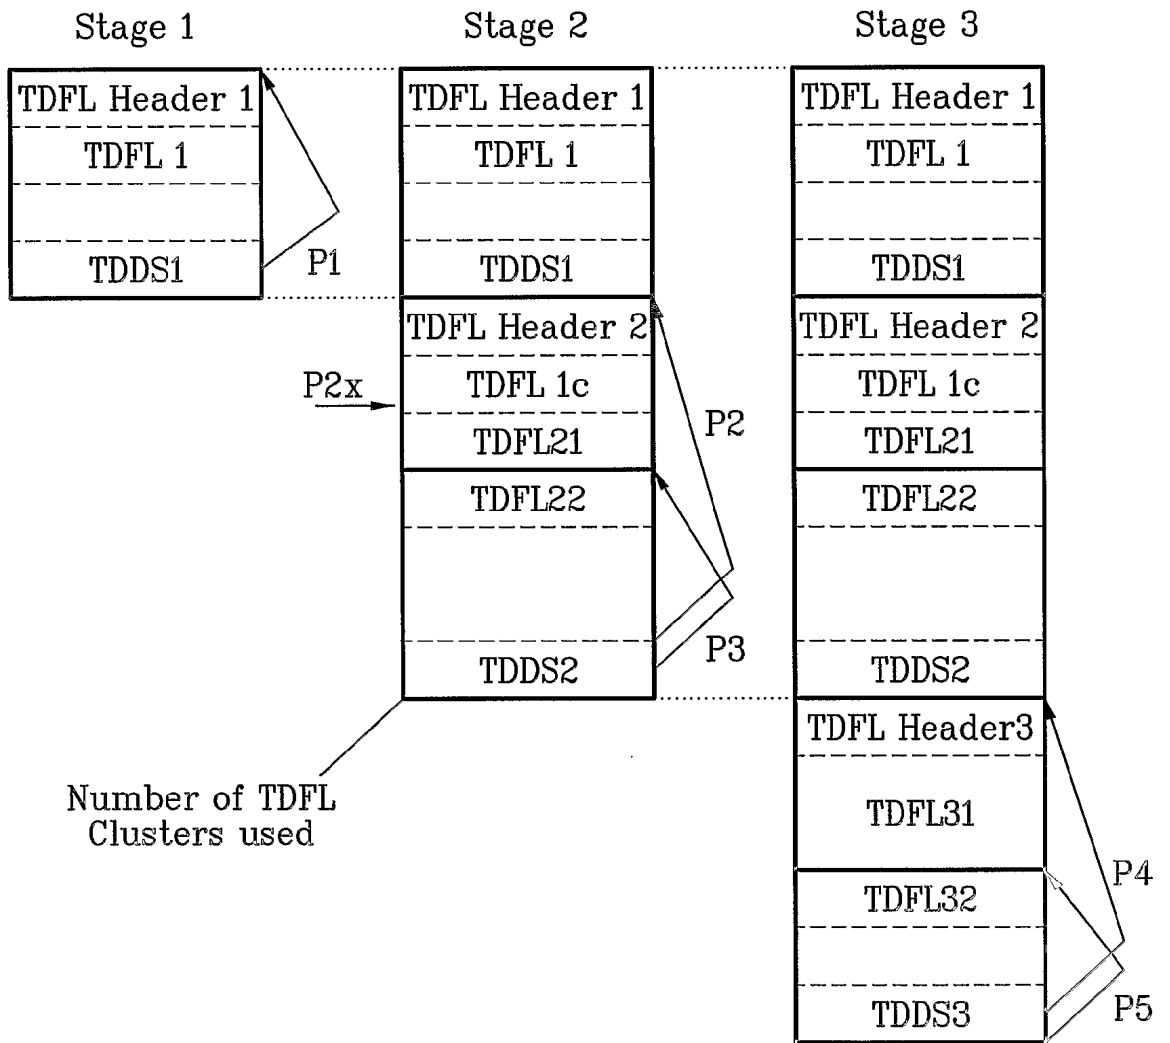 Stage 1
Stage 2
Stage 3
TDFL Header 1
TDFL 1
TDDS1
P1
TDFL Header 1
TDFL 1
TDDS1
TDFL Header 2
TDFL 1c
TDFL21
TDFL22
TDDS2
P2x
P2
P3
Number of TDFL
Clusters used
TDFL Header 1
TDFL 1
TDDS1
TDFL Header 2
TDFL 1c
TDFL21
TDFL22
TDDS2
TDFL Header3
TDFL31
TDFL32
TDDS3
P4
P5